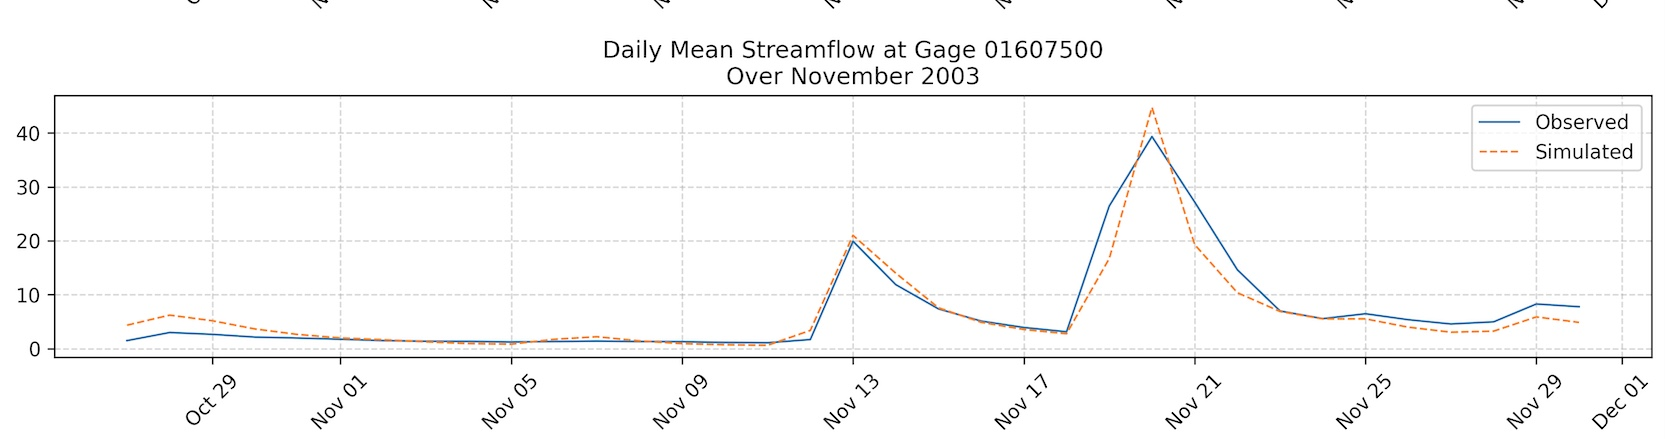 Daily Mean Streamflow at Gage 01607500
Over November 2003
40
30
20
10
0
Observed
Simulated
Oct 29
Nov 01
Nov 05
Nov 09
Nov 13
Nov 17
Nov 21
Nov 25
Nov 29
Dec 01